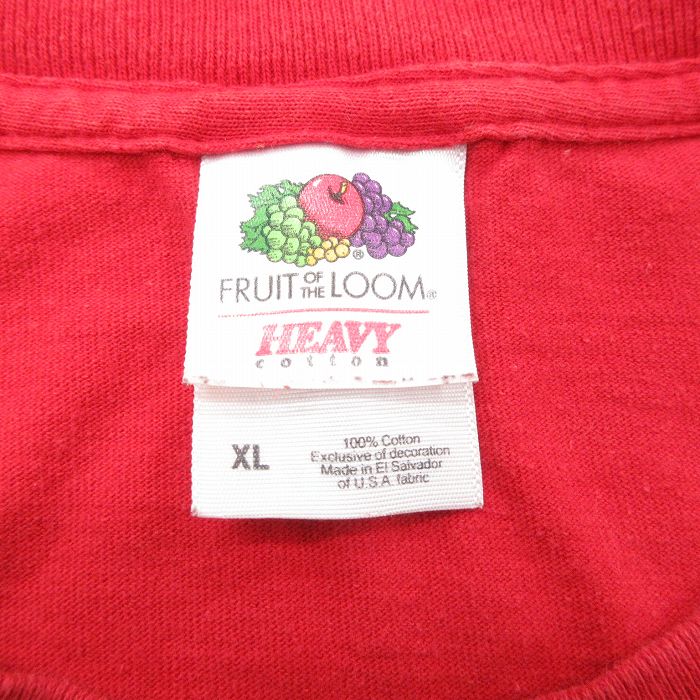 ®
FRUIT OF THE LOOM®
HEAVY
cotton
XL
100% Cotton
Exclusive of decoration
Made in El Salvador
of U.S.A. fabric